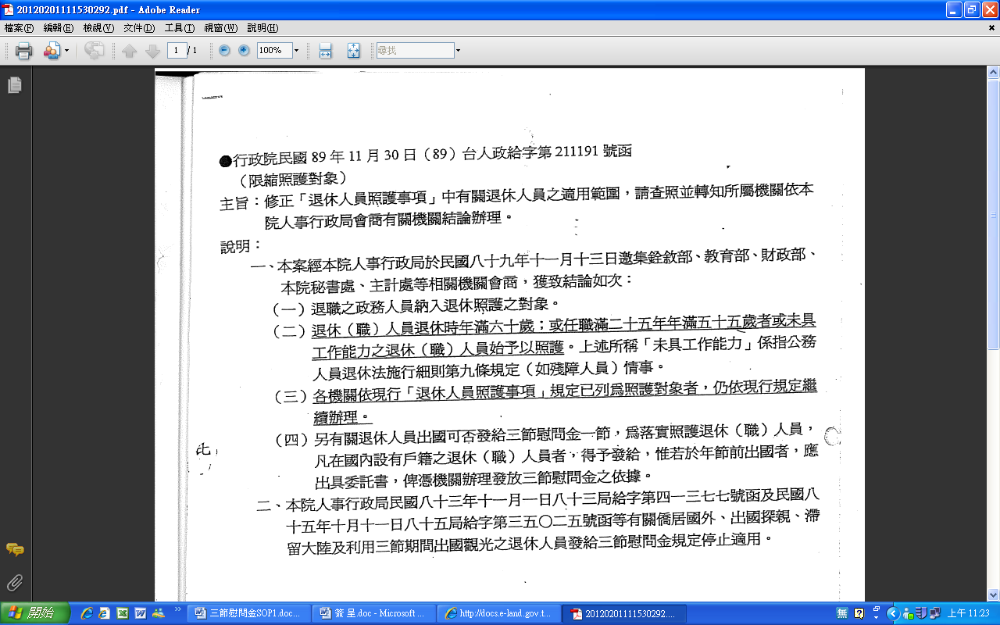 20120201111530292.pdf - Adobe Reader
檔案(F) 編輯(E) 檢視(V) 文件(D) 工具(T) 視窗(W) 說明(H)
1 / 1 100% 尋找
●行政院民國 89 年 11 月 30 日（89）台人政給字第 211191 號函
（限縮照護對象）
主旨：修正「退休人員照護事項」中有關退休人員之適用範圍，請查照並轉知所屬機關依本
院人事行政局會商有關機關結論辦理。
說明：
一、本案經本院人事行政局於民國八十九年十一月十三日邀集銓敘部、教育部、財政部、
本院秘書處、主計處等相關機關會商，獲致結論如次：
（一）退職之政務人員納入退休照護之對象。
（二）退休（職）人員退休時年滿六十歲；或任職滿二十五年年滿五十五歲者或未具
工作能力之退休（職）人員始予以照護。上述所稱「未具工作能力」係指公務
人員退休法施行細則第九條規定（如殘障人員）情事。
（三）各機關依現行「退休人員照護事項」規定已列為照護對象者，仍依現行規定繼
續辦理。
（四）另有關退休人員出國可否發給三節慰問金一節，為落實照護退休（職）人員，
凡在國內設有戶籍之退休（職）人員者，得予發給，惟若於年節前出國者，應
出具委託書，俾憑機關辦理發放三節慰問金之依據。
二、本院人事行政局民國八十三年十一月一日八十三局給字第四一三七七號函及民國八
十五年十月十一日八十五局給字第三五〇二五號函等有關僑居國外、出國探親、滯
留大陸及利用三節期間出國觀光之退休人員發給三節慰問金規定停止適用。
開始 三節慰問金SOP1.doc... 簽 呈.doc - Microsoft ... http://docs.e-land.gov.t... 20120201111530292.... 無 上午 11:23